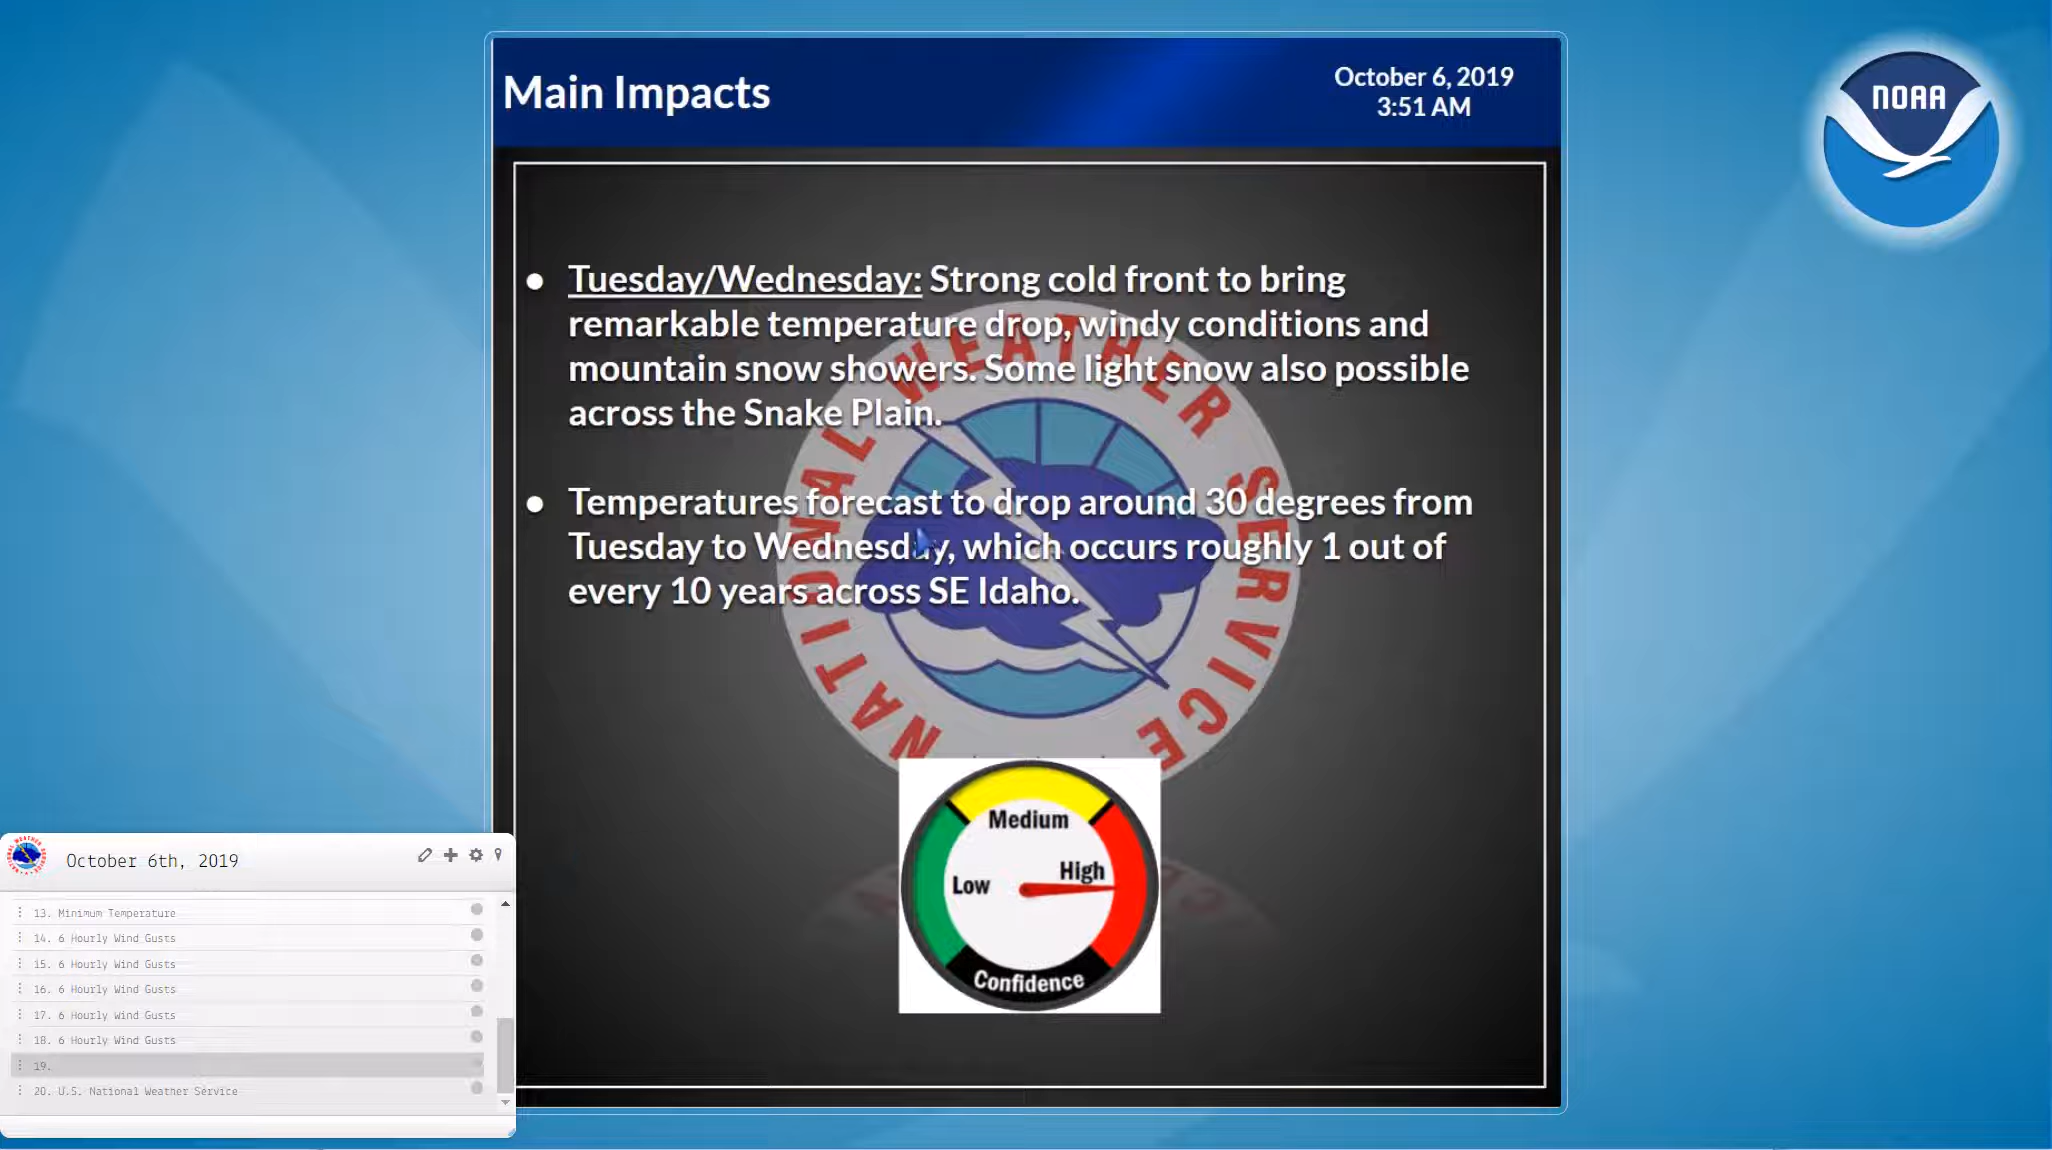 Main Impacts
October 6, 2019
3:51 AM
NOAA
● Tuesday/Wednesday: Strong cold front to bring
remarkable temperature drop, windy conditions and
mountain snow showers. Some light snow also possible
across the Snake Plain.
● Temperatures forecast to drop around 30 degrees from
Tuesday to Wednesday, which occurs roughly 1 out of
every 10 years across SE Idaho.
NATIONAL WEATHER SERVICE
Medium
High
Low
Confidence
October 6th, 2019
13. Minimum Temperature
14. 6 Hourly Wind Gusts
15. 6 Hourly Wind Gusts
16. 6 Hourly Wind Gusts
17. 6 Hourly Wind Gusts
18. 6 Hourly Wind Gusts
19.
20. U.S. National Weather Service